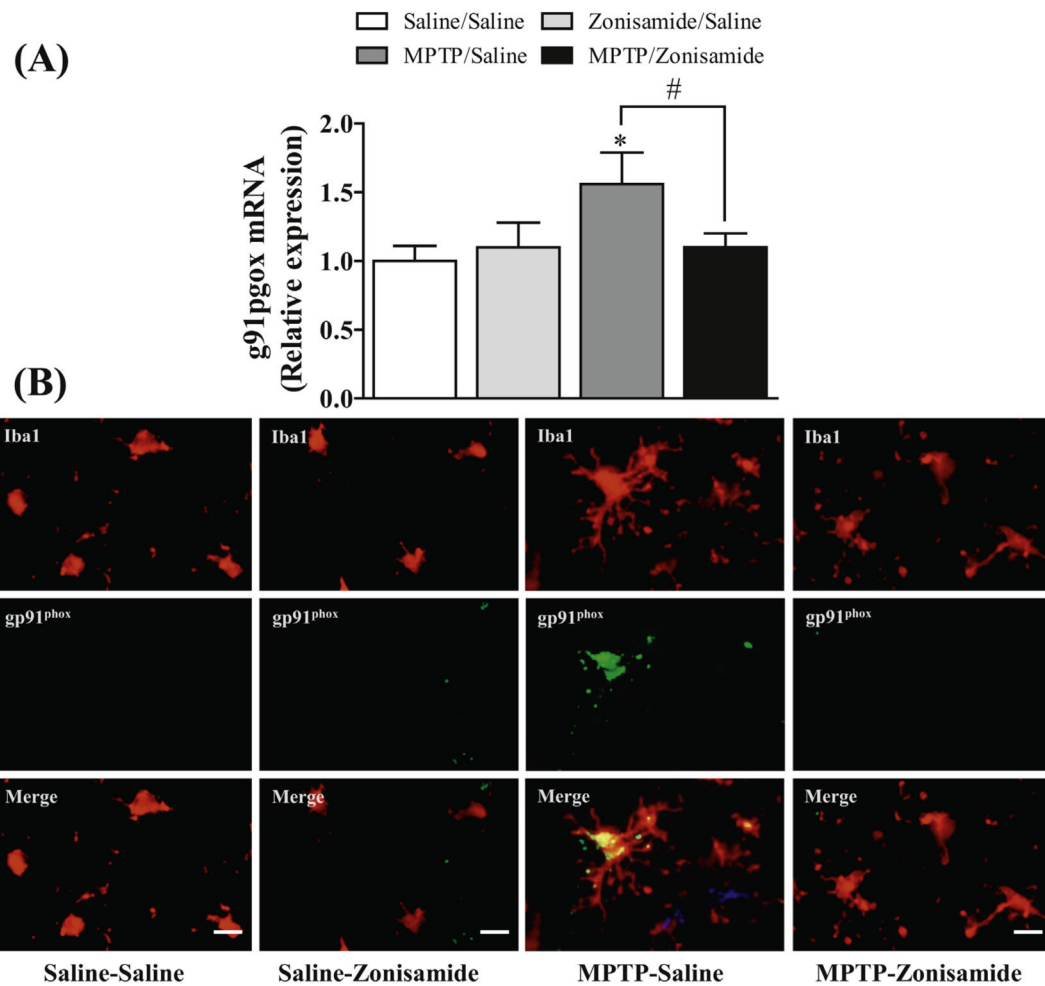 (A)
Saline/Saline Zonisamide/Saline
MPTP/Saline MPTP/Zonisamide
#
*
g91pgox mRNA
(Relative expression)
2.0
1.5
1.0
0.5
0.0
(B)
Iba1 Iba1 Iba1 Iba1
gp91phox gp91phox gp91phox gp91phox
Merge Merge Merge Merge
Saline-Saline Saline-Zonisamide MPTP-Saline MPTP-Zonisamide